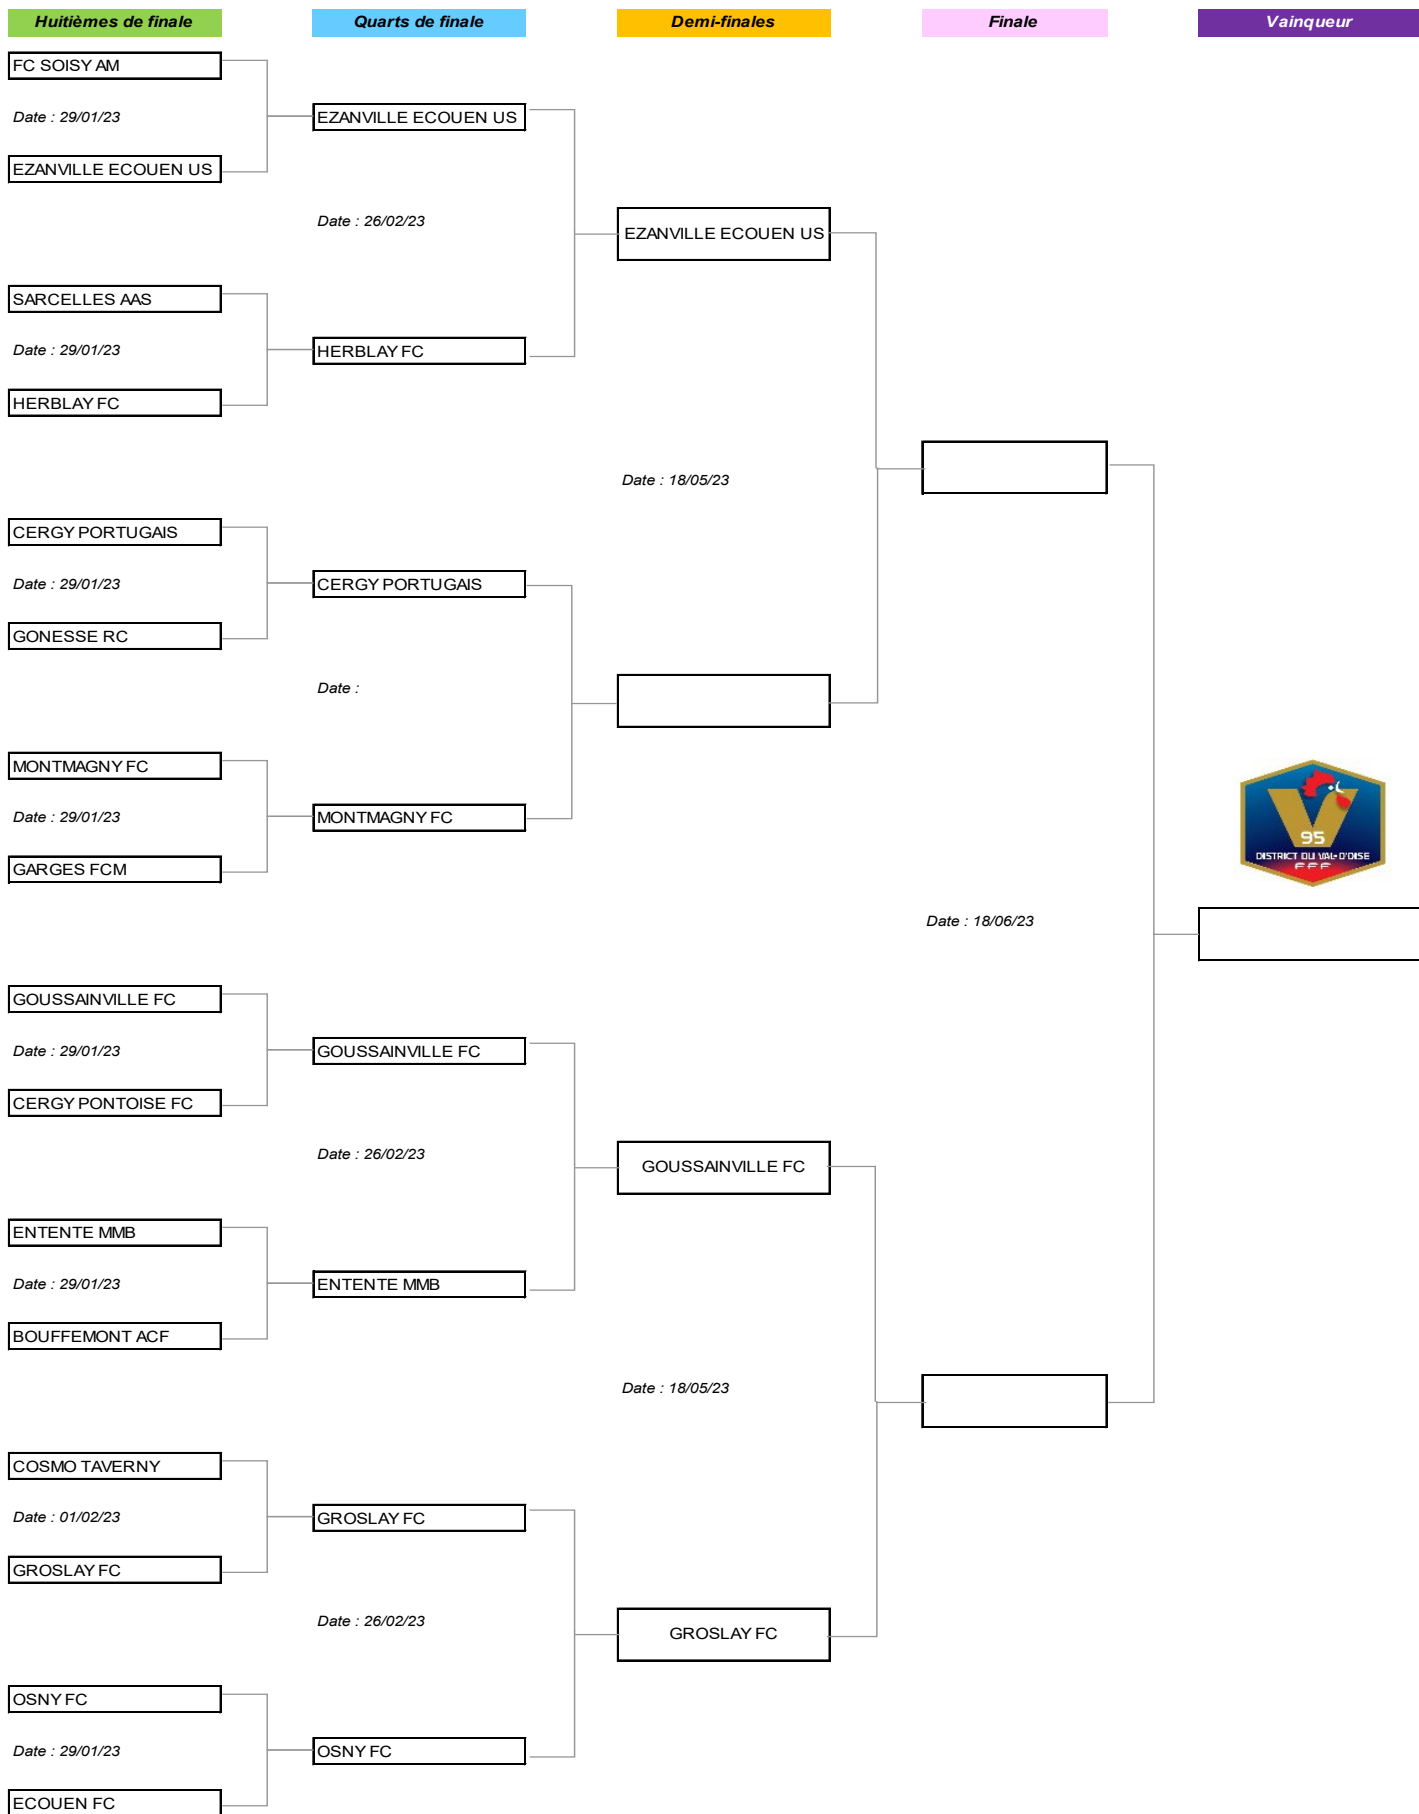 Huitièmes de finale
Quarts de finale
Demi-finales
Finale
Vainqueur
FC SOISY AM
Date : 29/01/23
EZANVILLE ECOUEN US
EZANVILLE ECOUEN US
Date : 26/02/23
EZANVILLE ECOUEN US
SARCELLES AAS
Date : 29/01/23
HERBLAY FC
HERBLAY FC
Date : 18/05/23
CERGY PORTUGAIS
Date : 29/01/23
GONESSE RC
CERGY PORTUGAIS
Date :
MONTMAGNY FC
Date : 29/01/23
GARGES FCM
MONTMAGNY FC
95
DISTRICT DU VAL-D'OISE
FFF
Date : 18/06/23
GOUSSAINVILLE FC
Date : 29/01/23
CERGY PONTOISE FC
GOUSSAINVILLE FC
Date : 26/02/23
GOUSSAINVILLE FC
ENTENTE MMB
Date : 29/01/23
BOUFFEMONT ACF
ENTENTE MMB
Date : 18/05/23
COSMO TAVERNY
Date : 01/02/23
GROSLAY FC
GROSLAY FC
Date : 26/02/23
GROSLAY FC
OSNY FC
Date : 29/01/23
ECOUEN FC
OSNY FC